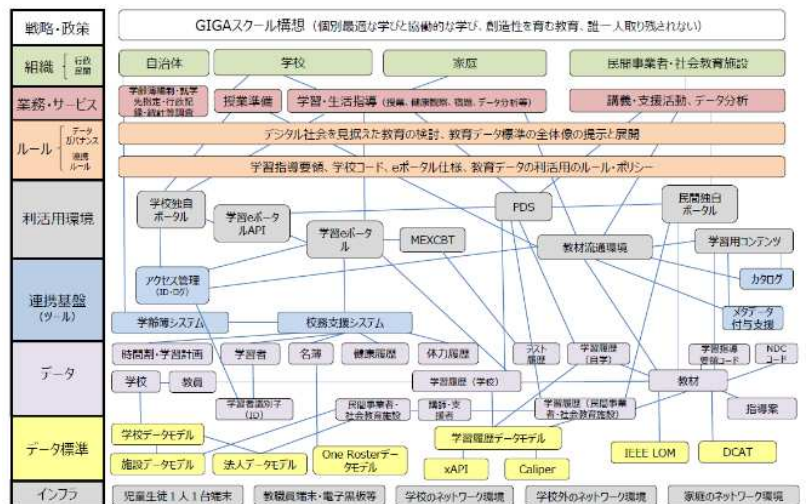 戦略・政策
GIGAスクール構想（個別最適な学びと協働的な学び、創造性を育む教育、誰一人取り残されない）
組織
行政
民間
自治体
学校
家庭
民間事業者・社会教育施設
業務・サービス
学齢簿編制・就学
先指定・行政記
録・統計等調査
授業準備
学習・生活指導（授業、健康観察、宿題、データ分析等）
講義・支援活動、データ分析
ルール
データ
ガバナンス
連携
ルール
デジタル社会を見据えた教育の検討、教育データ標準の全体像の提示と展開
学習指導要領、学校コード、eポータル仕様、教育データの利活用のルール・ポリシー
利活用環境
学校独自
ポータル
学習eポータ
ルAPI
学習eポータ
ル
MEXCBT
PDS
民間独自
ポータル
教材流通環境
学習用コンテンツ
連携基盤
（ツール）
アクセス管理
(ID・ログ)
カタログ
メタデータ
付与支援
学齢簿システム
校務支援システム
データ
時間割・学習計画
学習者
名簿
健康履歴
体力履歴
テスト
履歴
学習履歴
（自学）
学習指導
要領コード
NDC
コード
学校
教員
学習履歴（学校）
教材
学習者識別子
（ID）
民間事業者・
社会教育施設
講師・支
援者
学習履歴（民間事業
者・社会教育施設）
指導案
データ標準
学校データモデル
学習履歴データモデル
施設データモデル
法人データモデル
One Rosterデー
タモデル
xAPI
Caliper
IEEE LOM
DCAT
インフラ
児童生徒１人１台端末
教職員端末・電子黒板等
学校のネットワーク環境
学校外のネットワーク環境
家庭のネットワーク環境